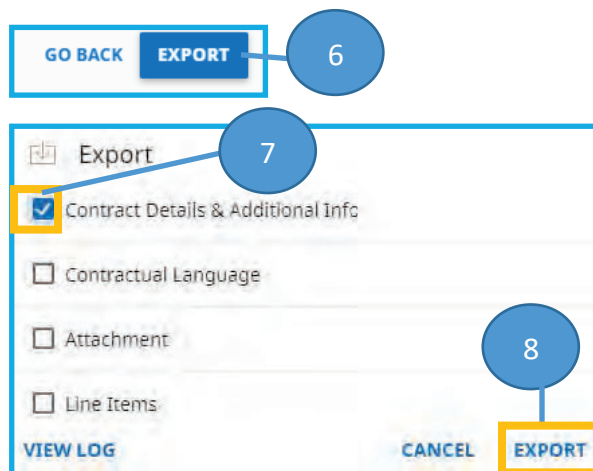 GO BACK EXPORT 6
Export 7
Contract Details & Additional Info
Contractual Language
Attachment
8
Line Items
VIEW LOG CANCEL EXPORT